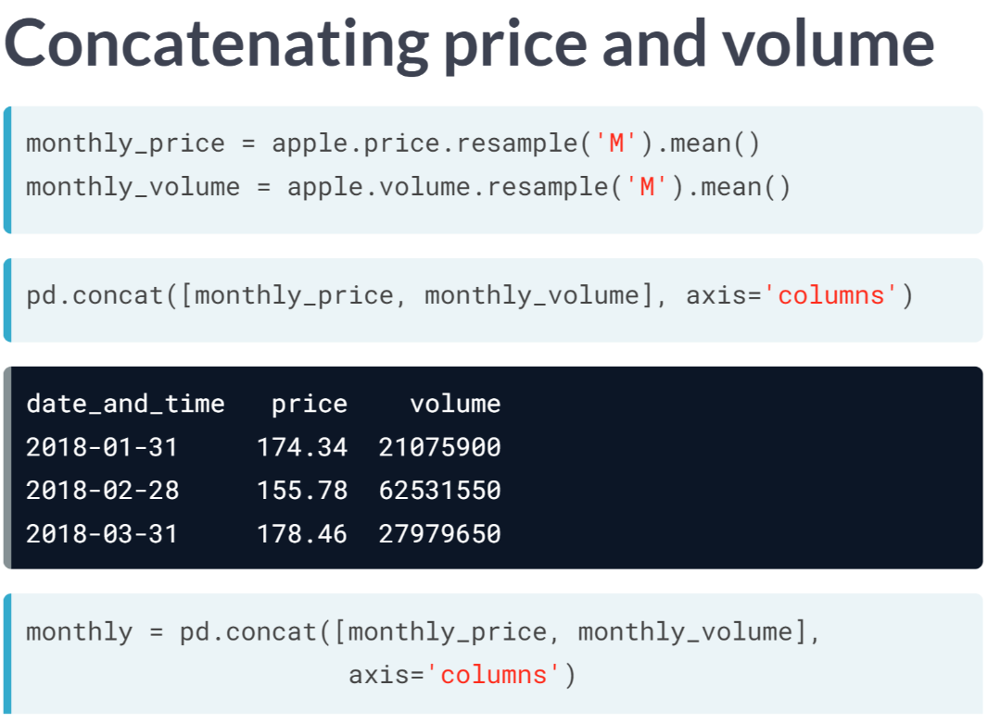 Concatenating price and volume
monthly_price = apple.price.resample('M').mean()
monthly_volume = apple.volume.resample('M').mean()
pd.concat([monthly_price, monthly_volume], axis='columns')
date_and_time   price    volume
2018-01-31     174.34  21075900
2018-02-28     155.78  62531550
2018-03-31     178.46  27979650
monthly = pd.concat([monthly_price, monthly_volume],
                     axis='columns')